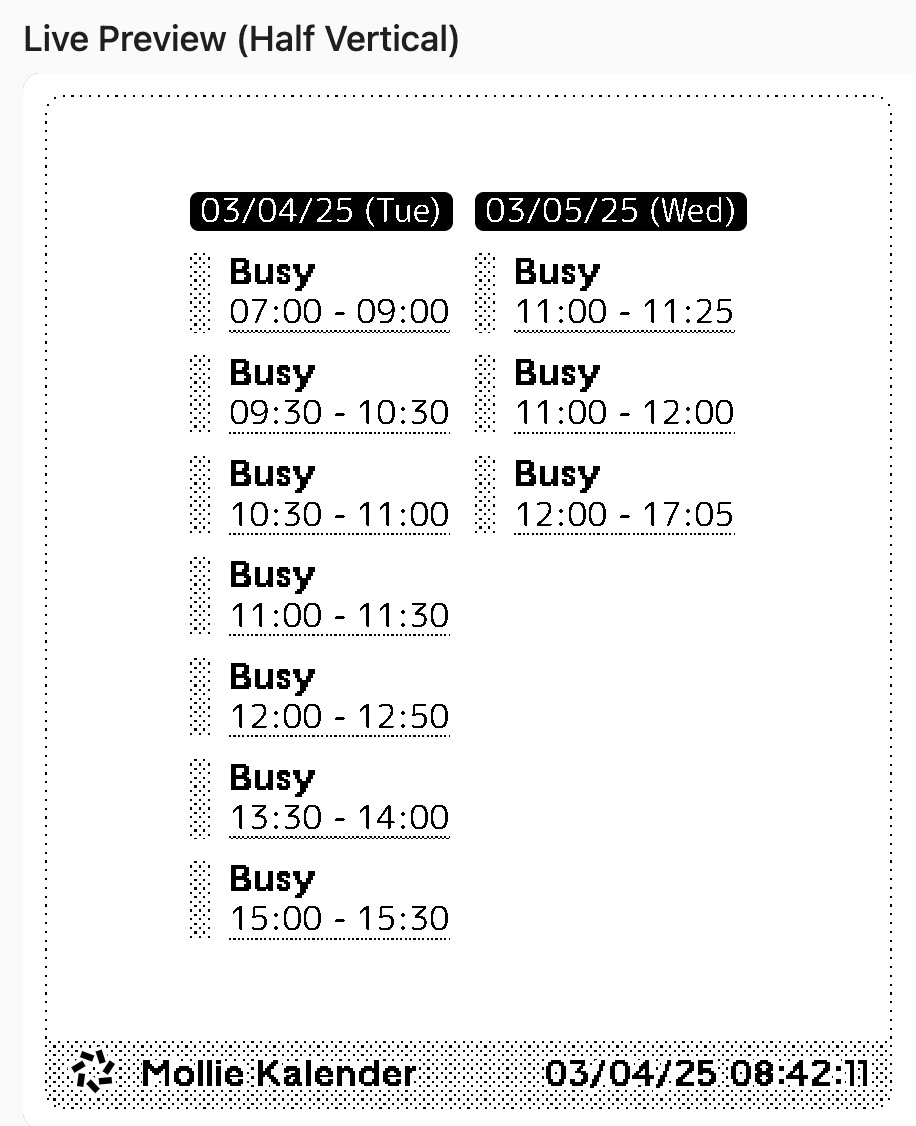 Live Preview (Half Vertical)
03/04/25 (Tue)
Busy
07:00 - 09:00
Busy
09:30 - 10:30
Busy
10:30 - 11:00
Busy
11:00 - 11:30
Busy
12:00 - 12:50
Busy
13:30 - 14:00
Busy
15:00 - 15:30
03/05/25 (Wed)
Busy
11:00 - 11:25
Busy
11:00 - 12:00
Busy
12:00 - 17:05
Mollie Kalender
03/04/25 08:42:11